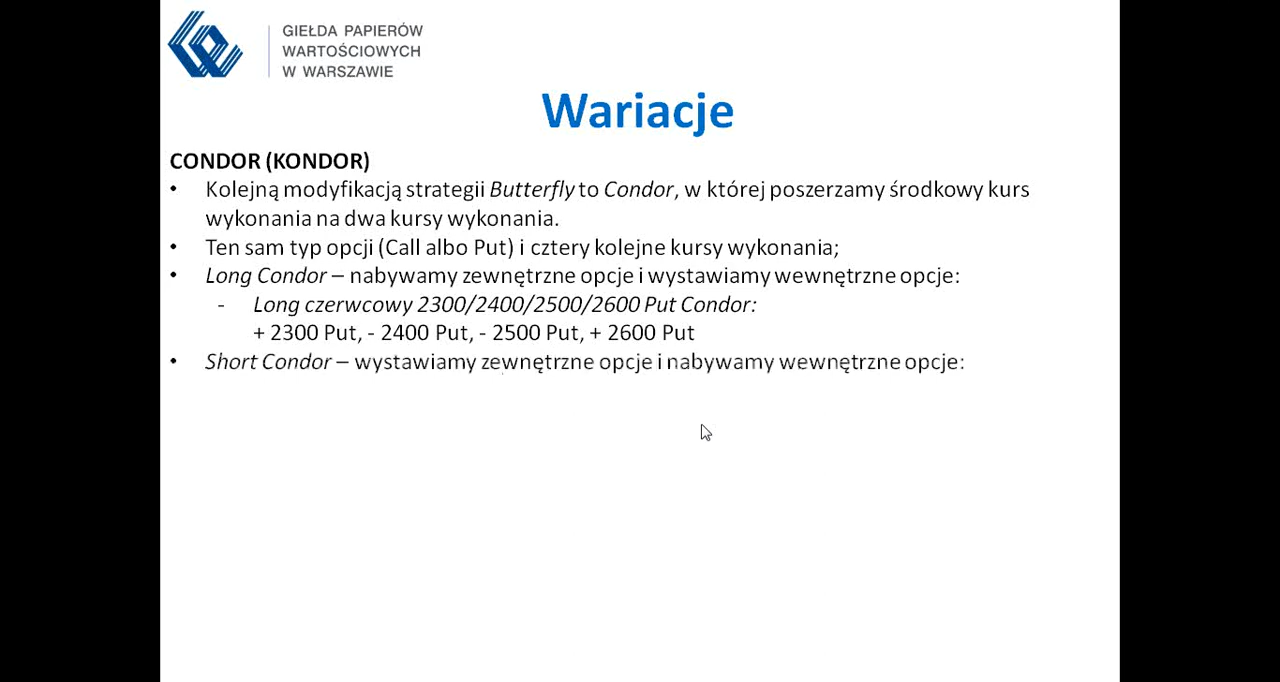 GIEŁDA PAPIERÓW
WARTOŚCIOWYCH
W WARSZAWIE
Wariacje
CONDOR (KONDOR)
• Kolejną modyfikacją strategii Butterfly to Condor, w której poszerzamy środkowy kurs
wykonania na dwa kursy wykonania.
• Ten sam typ opcji (Call albo Put) i cztery kolejne kursy wykonania;
• Long Condor – nabywamy zewnętrzne opcje i wystawiamy wewnętrzne opcje:
- Long czerwcowy 2300/2400/2500/2600 Put Condor:
+ 2300 Put, - 2400 Put, - 2500 Put, + 2600 Put
• Short Condor – wystawiamy zewnętrzne opcje i nabywamy wewnętrzne opcje: